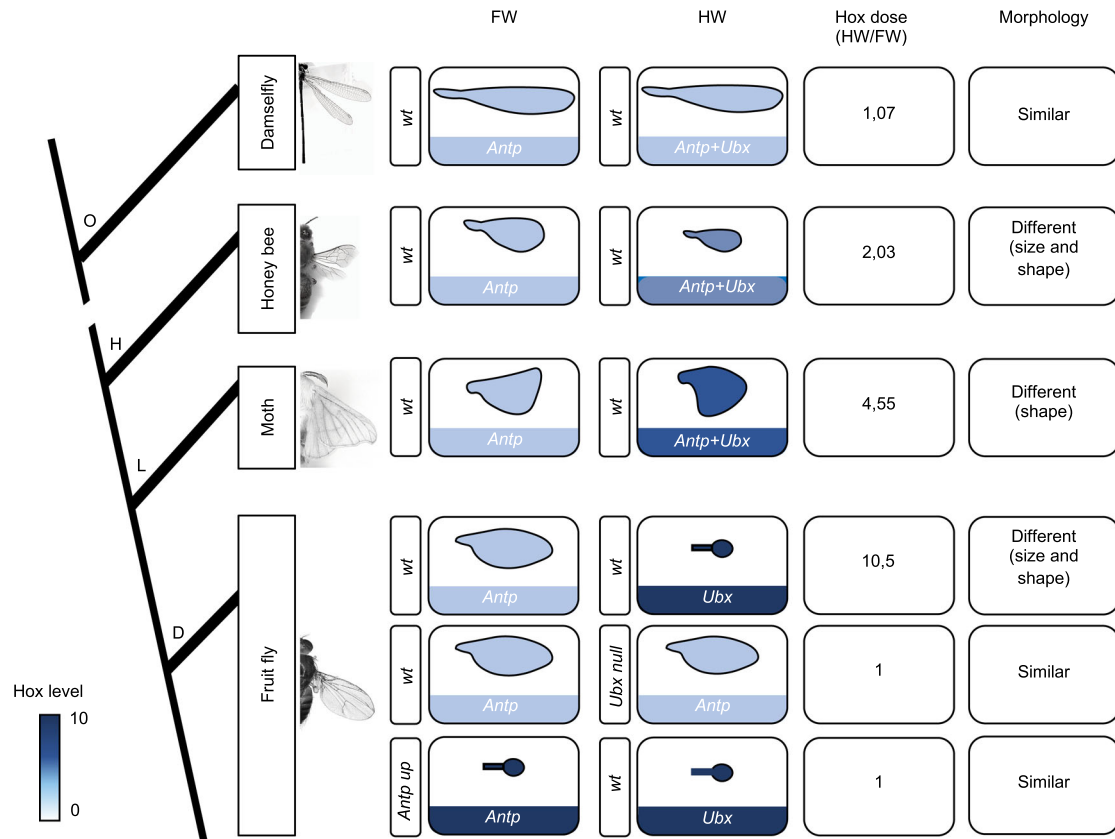 FW
HW
Hox dose
(HW/FW)
Morphology
Damselfly
wt
Antp
wt
Antp+Ubx
1,07
Similar
O
Honey bee
wt
Antp
wt
Antp+Ubx
2,03
Different
(size and
shape)
H
Moth
wt
Antp
wt
Antp+Ubx
4,55
Different
(shape)
L
Fruit fly
wt
Antp
wt
Ubx
10,5
Different
(size and
shape)
D
wt
Antp
Ubx null
Antp
1
Similar
Antp up
Antp
wt
Ubx
1
Similar
Hox level
10
0